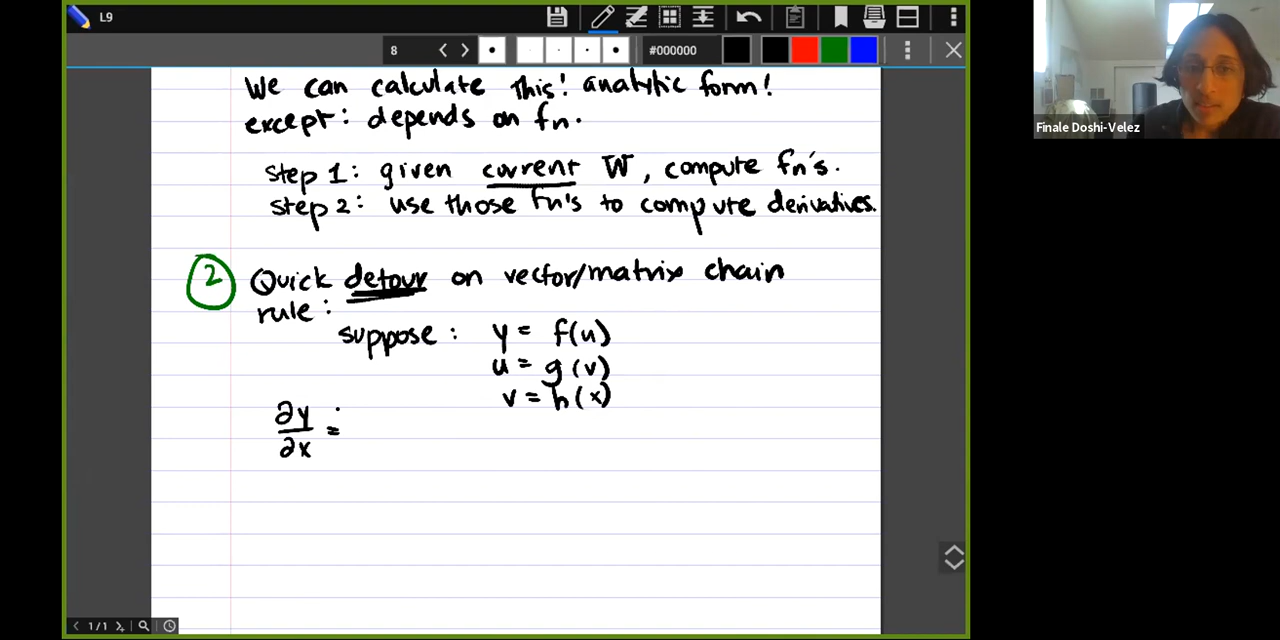 L9
8
#000000
Finale Doshi-Velez
We can calculate this! analytic form!
except: depends on fn.
step 1: given current W, compute fn's.
step 2: use those fn's to compute derivatives.
2 Quick detour on vector/matrix chain
rule:
suppose: y = f(u)
u = g(v)
v = h(x)
∂y/∂x =
1/1